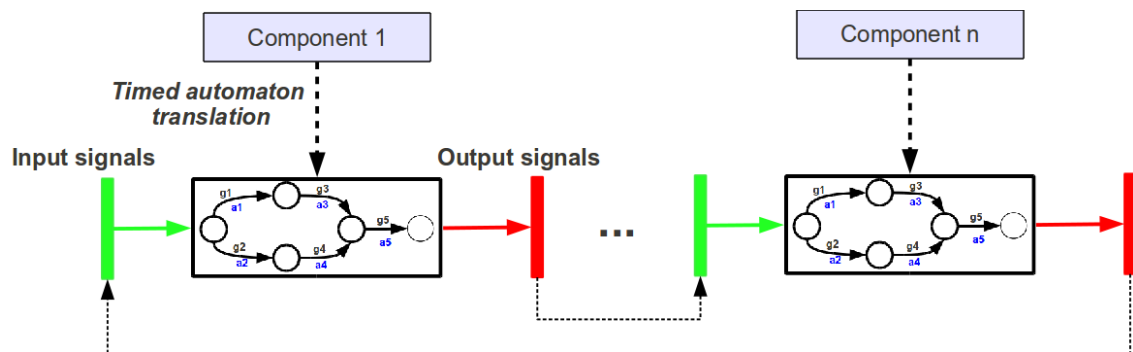 Component 1
Component n
Timed automaton
translation
Input signals
Output signals
g1
a1
g3
a3
g2
a2
g4
a4
g5
a5
...
g1
a1
g3
a3
g2
a2
g4
a4
g5
a5